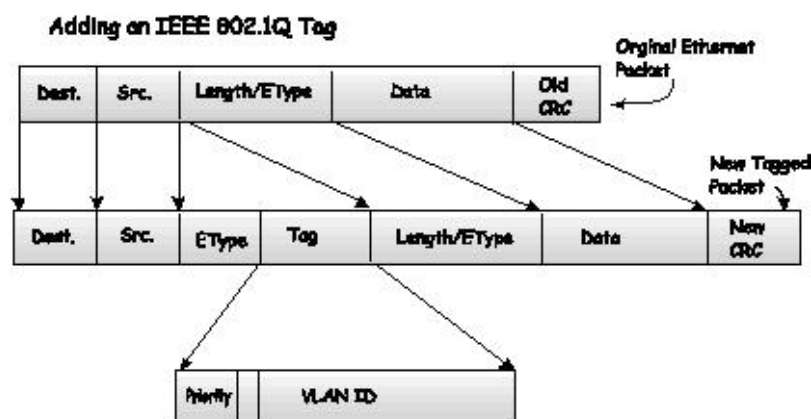 Adding an IEEE 802.1Q Tag
Orginal Ethernet
Packet
Dest. Src. Length/EType Data Old
CRC
New Tagged
Packet
Dest. Src. EType Tag Length/EType Data New
CRC
Priority VLAN ID